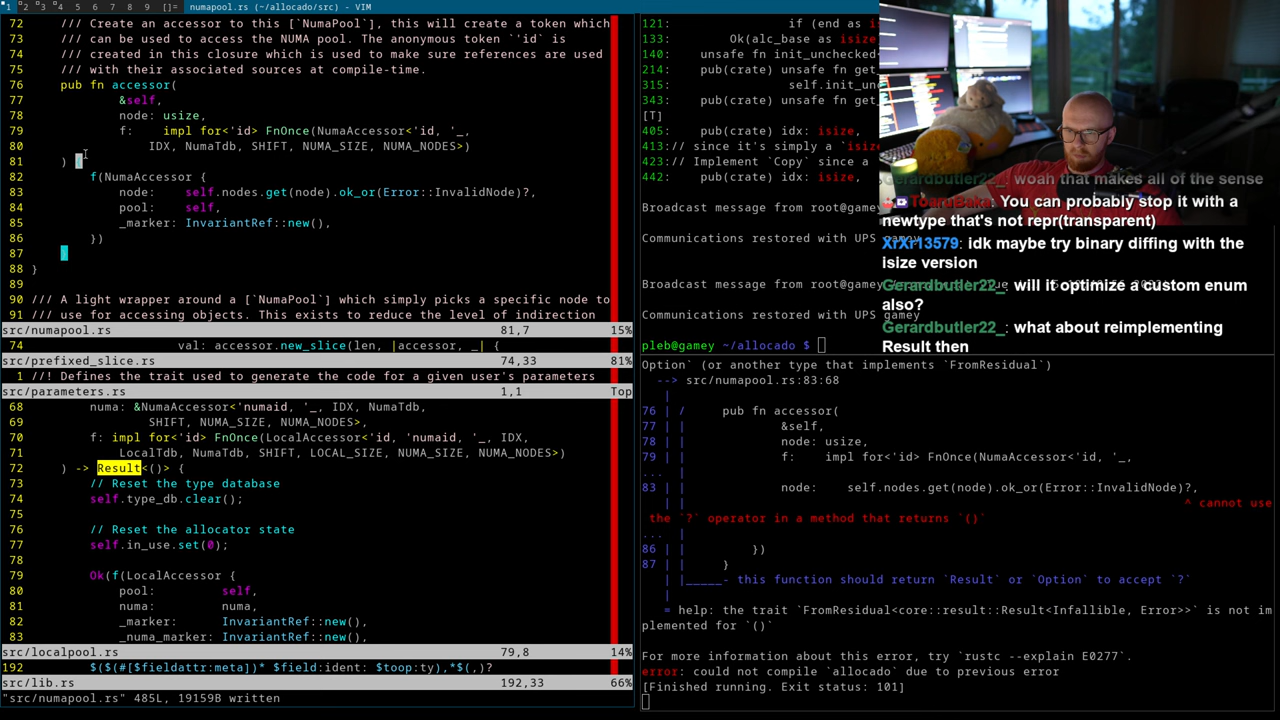 1 2 3 4 5 6 7 8 9 []= numapool.rs (~/allocado/src) - VIM
72 /// Create an accessor to this [`NumaPool`], this will create a token which
73 /// can be used to access the NUMA pool. The anonymous token `'id` is
74 /// created in this closure which is used to make sure references are used
75 /// with their associated sources at compile-time.
76 pub fn accessor(
77 &self,
78 node: usize,
79 f: impl for<'id> FnOnce(NumaAccessor<'id, '_,
80 IDX, NumaTdb, SHIFT, NUMA_SIZE, NUMA_NODES>)
81 ) {
82 f(NumaAccessor {
83 node: self.nodes.get(node).ok_or(Error::InvalidNode)?,
84 pool: self,
85 _marker: InvariantRef::new(),
86 })
87 }
88 }
89
90 /// A light wrapper around a [`NumaPool`] which simply picks a specific node to
91 /// use for accessing objects. This exists to reduce the level of indirection
src/numapool.rs 81,7 15%
74 val: accessor.new_slice(len, |accessor, _| {
src/prefixed_slice.rs 74,33 81%
1 //! Defines the trait used to generate the code for a given user's parameters
src/parameters.rs 1,1 Top
68 numa: &NumaAccessor<'numaid, '_, IDX, NumaTdb,
69 SHIFT, NUMA_SIZE, NUMA_NODES>,
70 f: impl for<'id> FnOnce(LocalAccessor<'id, 'numaid, '_, IDX,
71 LocalTdb, NumaTdb, SHIFT, LOCAL_SIZE, NUMA_SIZE, NUMA_NODES>)
72 ) -> Result<()> {
73 // Reset the type database
74 self.type_db.clear();
75
76 // Reset the allocator state
77 self.in_use.set(0);
78
79 Ok(f(LocalAccessor {
80 pool: self,
81 numa: numa,
82 _marker: InvariantRef::new(),
83 _numa_marker: InvariantRef::new(),
src/localpool.rs 79,8 14%
192 $($(#[$fieldattr:meta])* $field:ident: $toop:ty),*$(,)?
src/lib.rs 192,33 66%
"src/numapool.rs" 485L, 19159B written
121: if (end as isize
133: Ok(alc_base as isize
140: unsafe fn init_unchecked
214: pub(crate) unsafe fn get_
315: self.init_un
343: pub(crate) unsafe fn get_
[T]
405: pub(crate) idx: isize,
413:// since it's simply a `isize
423:// Implement `Copy` since a
442: pub(crate) idx: isize,
Broadcast message from root@gamey
Communications restored with UPS gamey
Broadcast message from root@gamey
Communications restored with UPS gamey
pleb@gamey ~/allocado $
Gerardbutler22_: woah that makes all of the sense
ToaruBaka: You can probably stop it with a
newtype that's not repr(transparent)
XrXr13579: idk maybe try binary diffing with the
isize version
Gerardbutler22_: will it optimize a custom enum
also?
Gerardbutler22_: what about reimplementing
Result then
Option` (or another type that implements `FromResidual`)
--> src/numapool.rs:83:68
|
76 | / pub fn accessor(
77 | | &self,
78 | | node: usize,
79 | | f: impl for<'id> FnOnce(NumaAccessor<'id, '_,
... |
83 | | node: self.nodes.get(node).ok_or(Error::InvalidNode)?,
| | ^ cannot use
the `?` operator in a method that returns `()`
... |
86 | | })
87 | | }
| |_____- this function should return `Result` or `Option` to accept `?`
|
= help: the trait `FromResidual<core::result::Result<Infallible, Error>>` is not im
plemented for `()`
For more information about this error, try `rustc --explain E0277`.
error: could not compile `allocado` due to previous error
[Finished running. Exit status: 101]